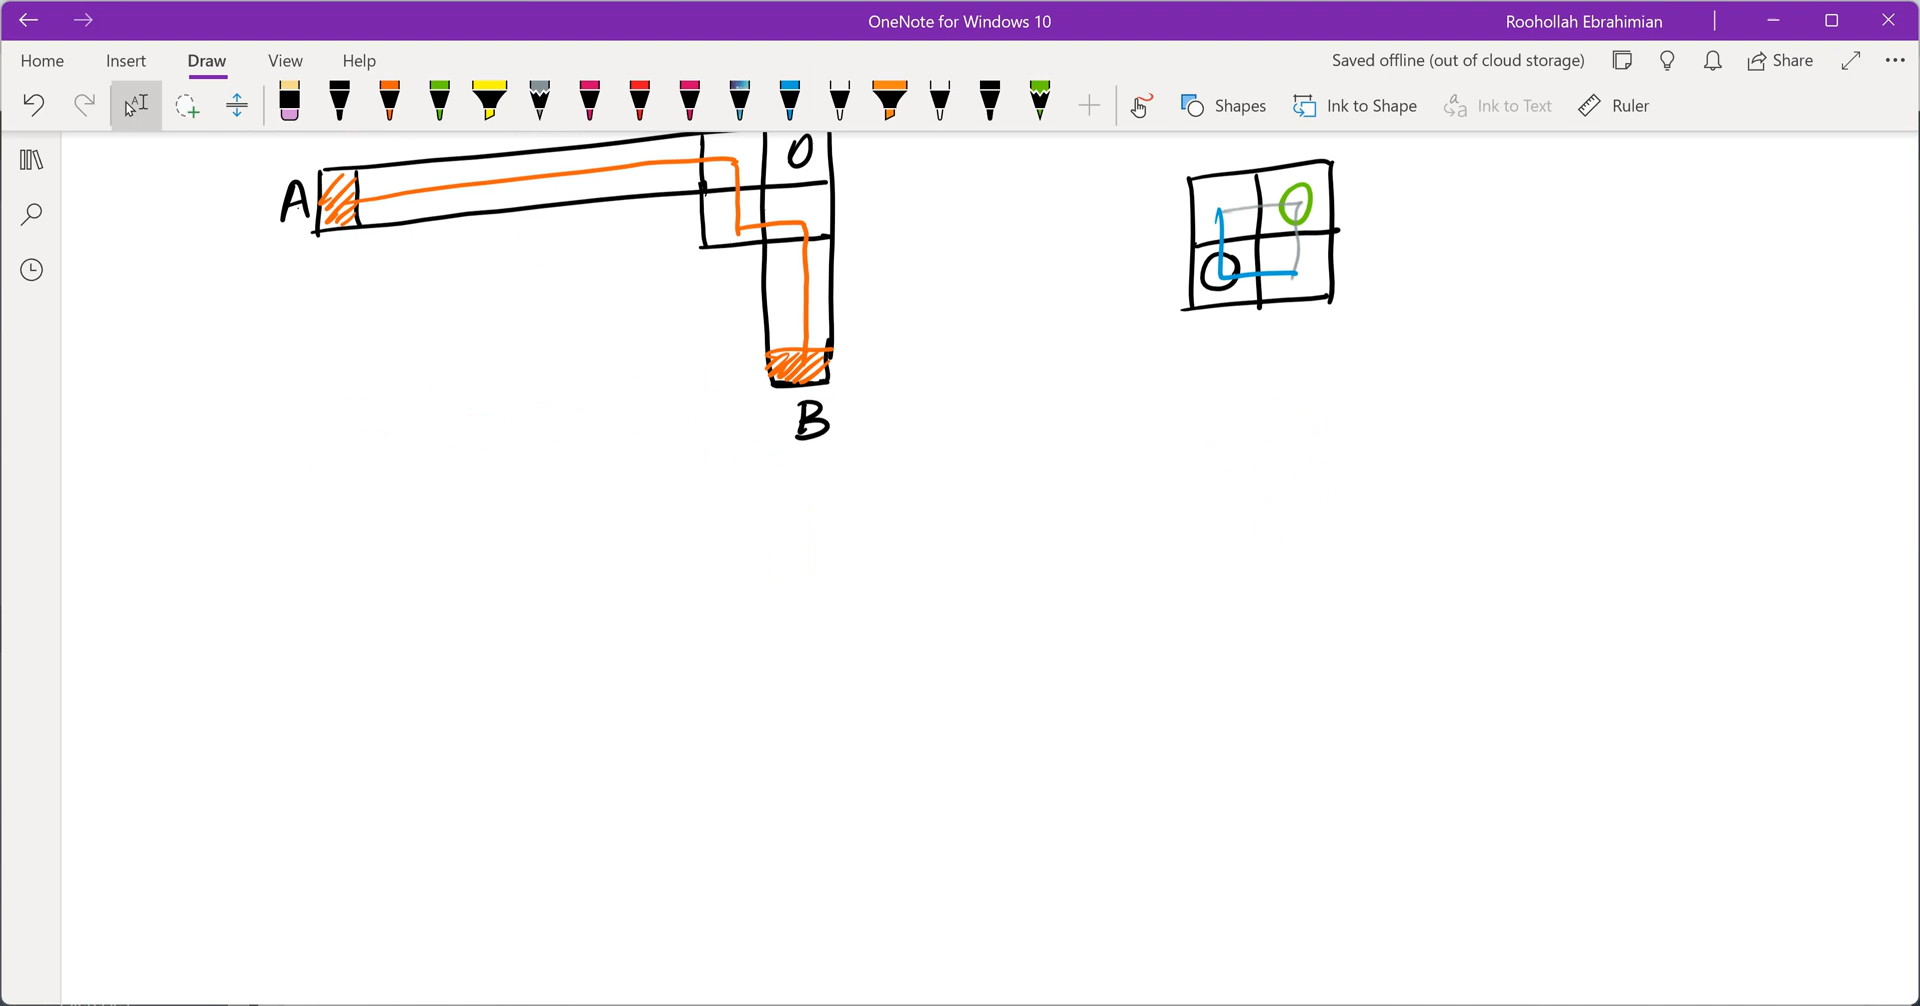 OneNote for Windows 10
Roohollah Ebrahimian
Home Insert Draw View Help
Saved offline (out of cloud storage)
Share
Shapes
Ink to Shape
Ink to Text
Ruler
0
A
B